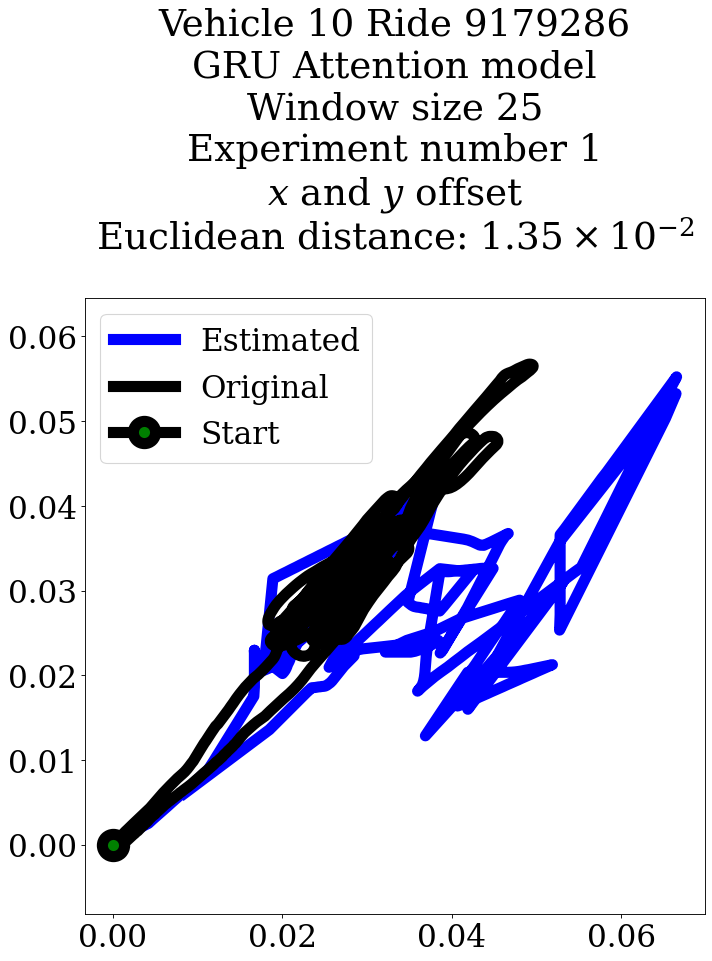 Vehicle 10 Ride 9179286
GRU Attention model
Window size 25
Experiment number 1
x and y offset
Euclidean distance: 1.35 × 10⁻²
Estimated
Original
Start
0.06
0.05
0.04
0.03
0.02
0.01
0.00
0.00 0.02 0.04 0.06